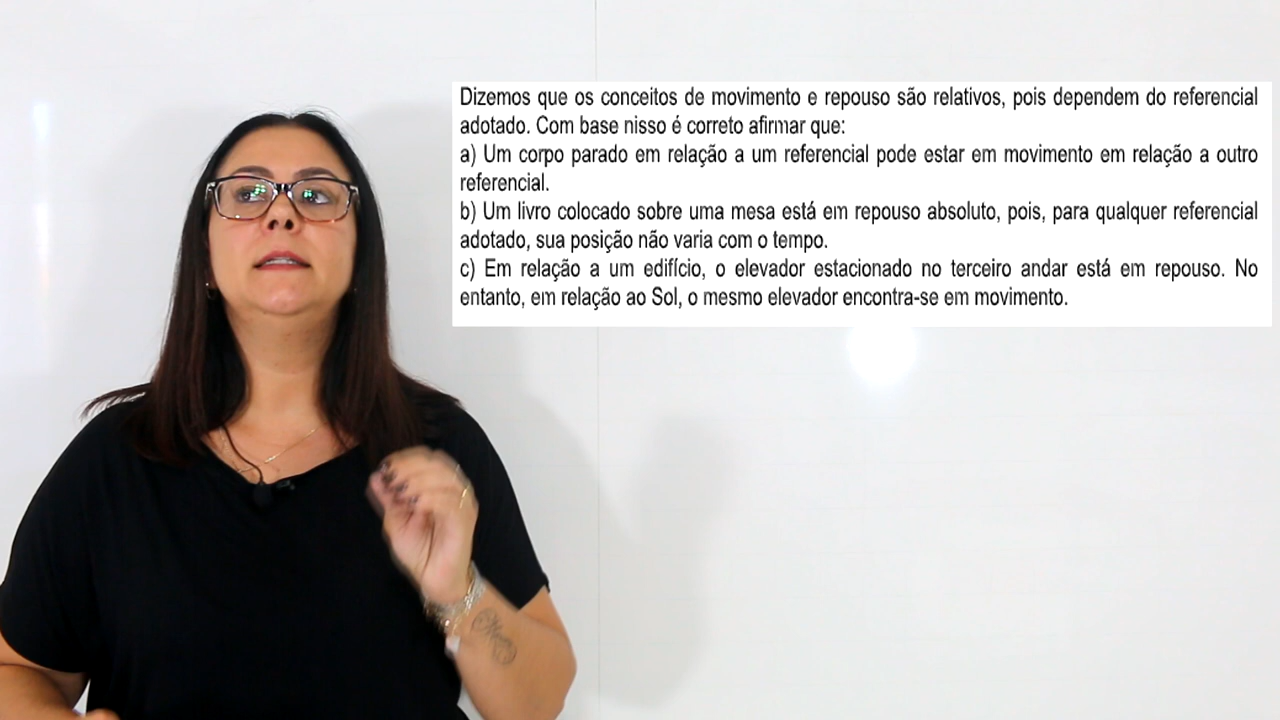 Dizemos que os conceitos de movimento e repouso são relativos, pois dependem do referencial
adotado. Com base nisso é correto afirmar que:
a) Um corpo parado em relação a um referencial pode estar em movimento em relação a outro
referencial.
b) Um livro colocado sobre uma mesa está em repouso absoluto, pois, para qualquer referencial
adotado, sua posição não varia com o tempo.
c) Em relação a um edifício, o elevador estacionado no terceiro andar está em repouso. No
entanto, em relação ao Sol, o mesmo elevador encontra-se em movimento.